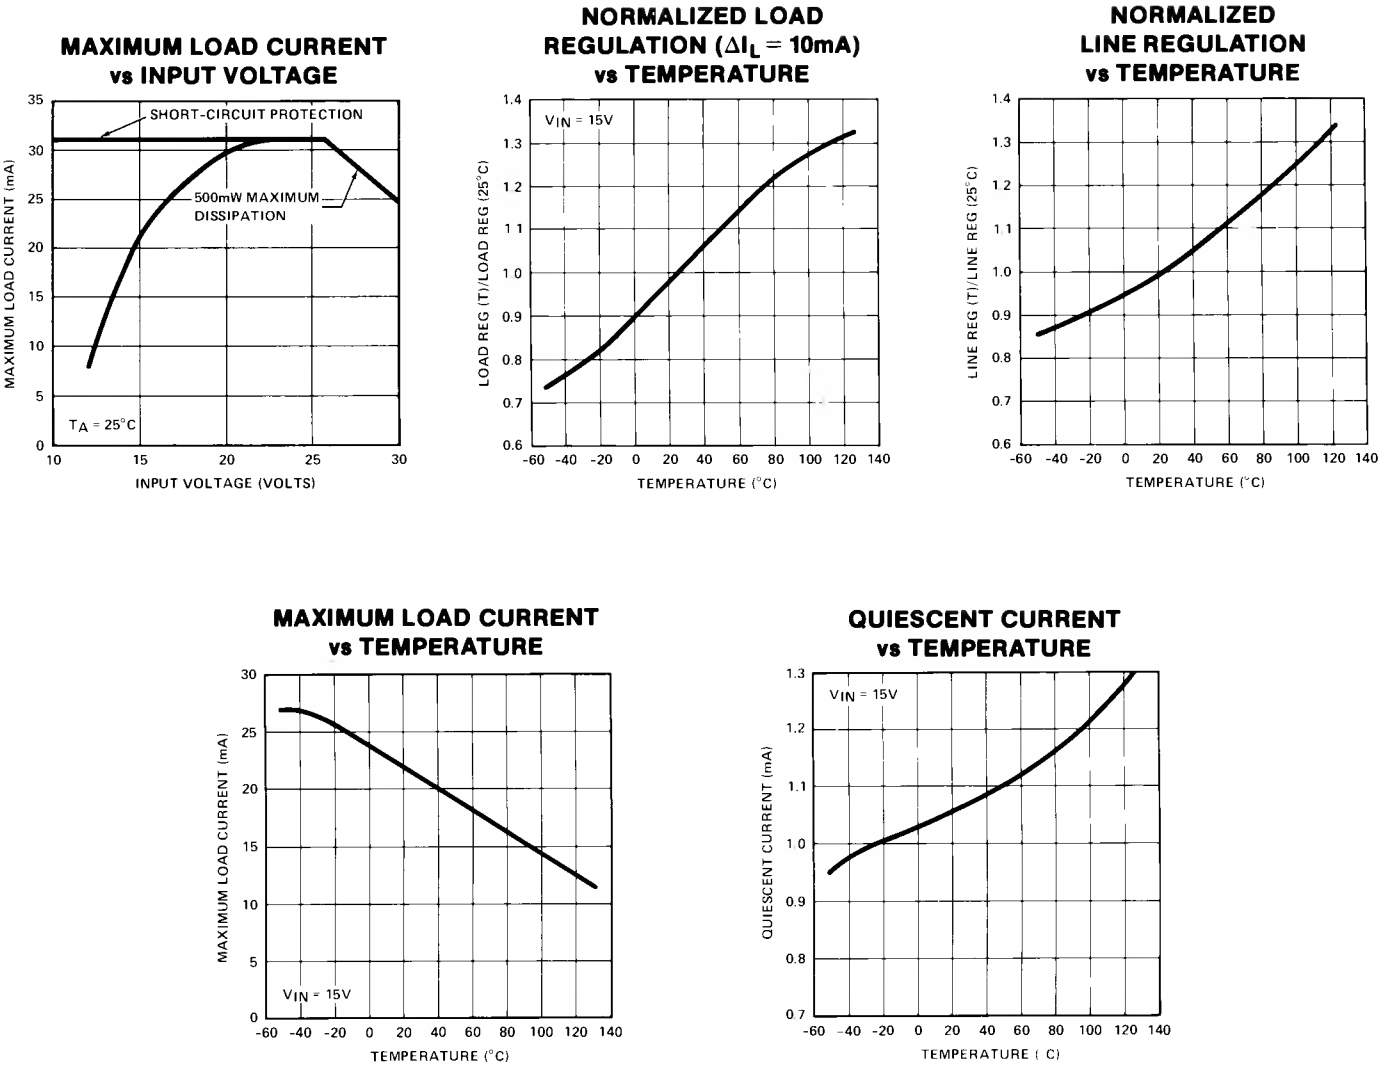 MAXIMUM LOAD CURRENT
vs INPUT VOLTAGE
35
30
25
20
15
10
5
0
MAXIMUM LOAD CURRENT (mA)
SHORT-CIRCUIT PROTECTION
500mW MAXIMUM
DISSIPATION
TA = 25°C
10 15 20 25 30
INPUT VOLTAGE (VOLTS)
NORMALIZED LOAD
REGULATION (ΔIL = 10mA)
vs TEMPERATURE
1.4
1.3
1.2
1.1
1.0
0.9
0.8
0.7
0.6
LOAD REG (T)/LOAD REG (25°C)
VIN = 15V
-60 -40 -20 0 20 40 60 80 100 120 140
TEMPERATURE (°C)
NORMALIZED
LINE REGULATION
vs TEMPERATURE
1.4
1.3
1.2
1.1
1.0
0.9
0.8
0.7
0.6
LINE REG (T)/LINE REG (25°C)
-60 -40 -20 0 20 40 60 80 100 120 140
TEMPERATURE (°C)
MAXIMUM LOAD CURRENT
vs TEMPERATURE
30
25
20
15
10
5
0
MAXIMUM LOAD CURRENT (mA)
VIN = 15V
-60 -40 -20 0 20 40 60 80 100 120 140
TEMPERATURE (°C)
QUIESCENT CURRENT
vs TEMPERATURE
1.3
1.2
1.1
1.0
0.9
0.8
0.7
QUIESCENT CURRENT (mA)
VIN = 15V
-60 -40 -20 0 20 40 60 80 100 120 140
TEMPERATURE ( C)